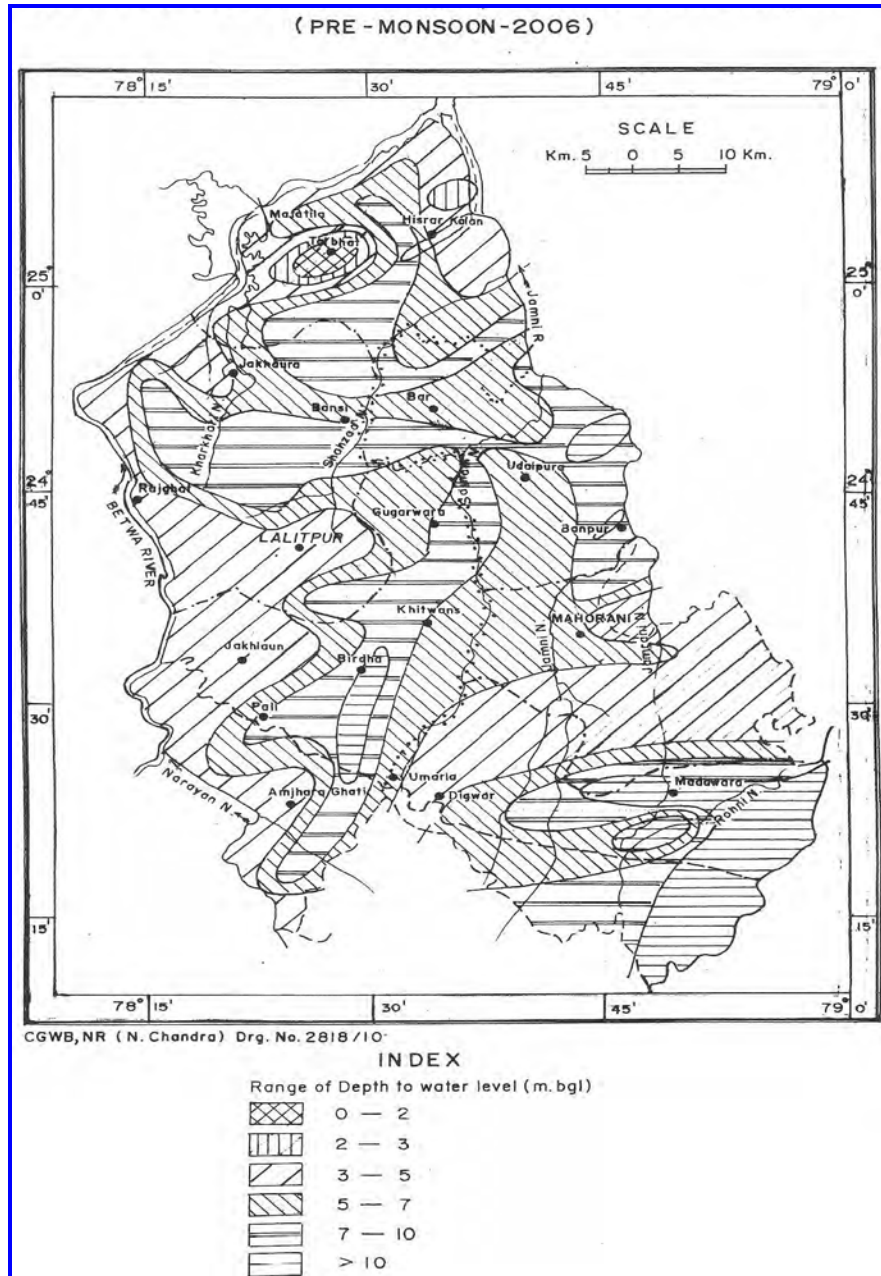 ( PRE - MONSOON - 2006 )
78° 15' 30' 45' 79° 0'
SCALE
Km. 5 0 5 10 Km.
Matatila
Hisrar Kalan
Talbhat
25° 0'
25° 0'
Jamni R.
Jakhaura
Bansi
Bar
Kharkhar N.
Shahzad N.
Udaipura
24° 45'
24° 45'
Rajghat
Gugarwara
Banpur
BETWA RIVER
LALITPUR
Khitwans
MAHORANI
Jamni N.
Jamrani N.
Jakhlaun
Birdha
Pali
30'
30'
Umaria
Madawara
Narayan N.
Amjhara Ghati
Digwar
Rohni N.
15'
15'
78° 15' 30' 45' 79° 0'
CGWB,NR ( N. Chandra) Drg. No. 2818/10
INDEX
Range of Depth to water level (m. bgl)
0 — 2
2 — 3
3 — 5
5 — 7
7 — 10
> 10